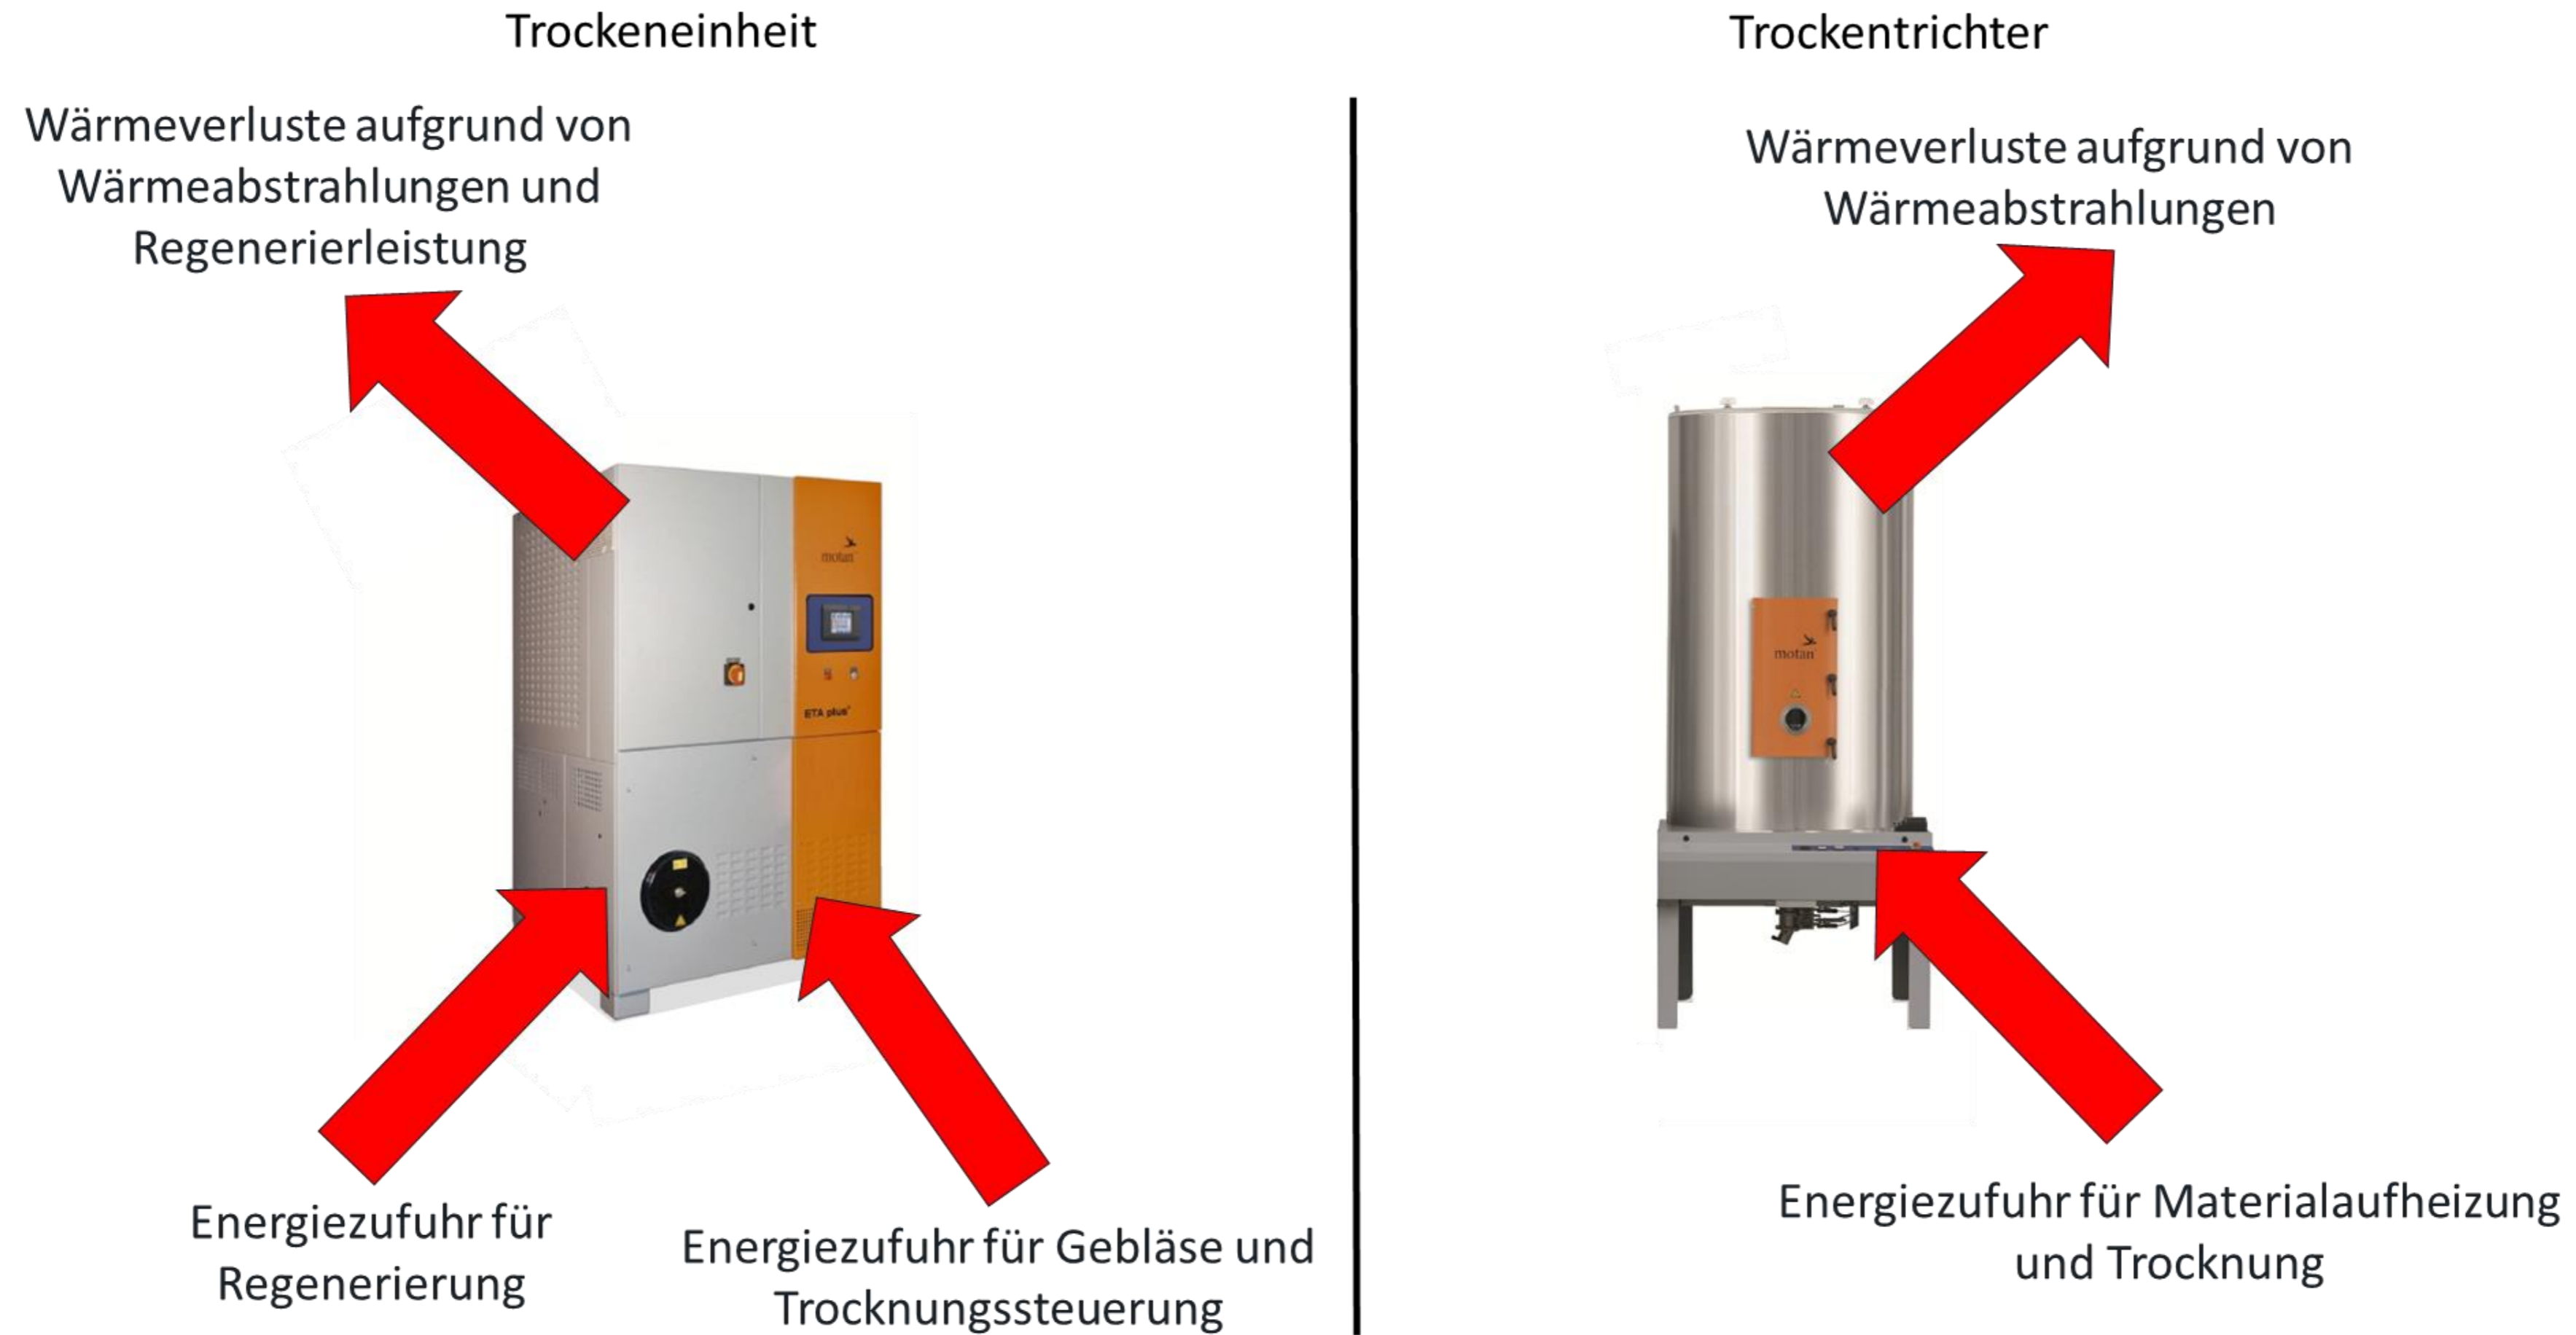 Trockeneinheit
Wärmeverluste aufgrund von
Wärmeabstrahlungen und
Regenerierleistung
motan
ETA plus®
Energiezufuhr für
Regenerierung
Energiezufuhr für Gebläse und
Trocknungssteuerung
Trockentrichter
Wärmeverluste aufgrund von
Wärmeabstrahlungen
motan
Energiezufuhr für Materialaufheizung
und Trocknung